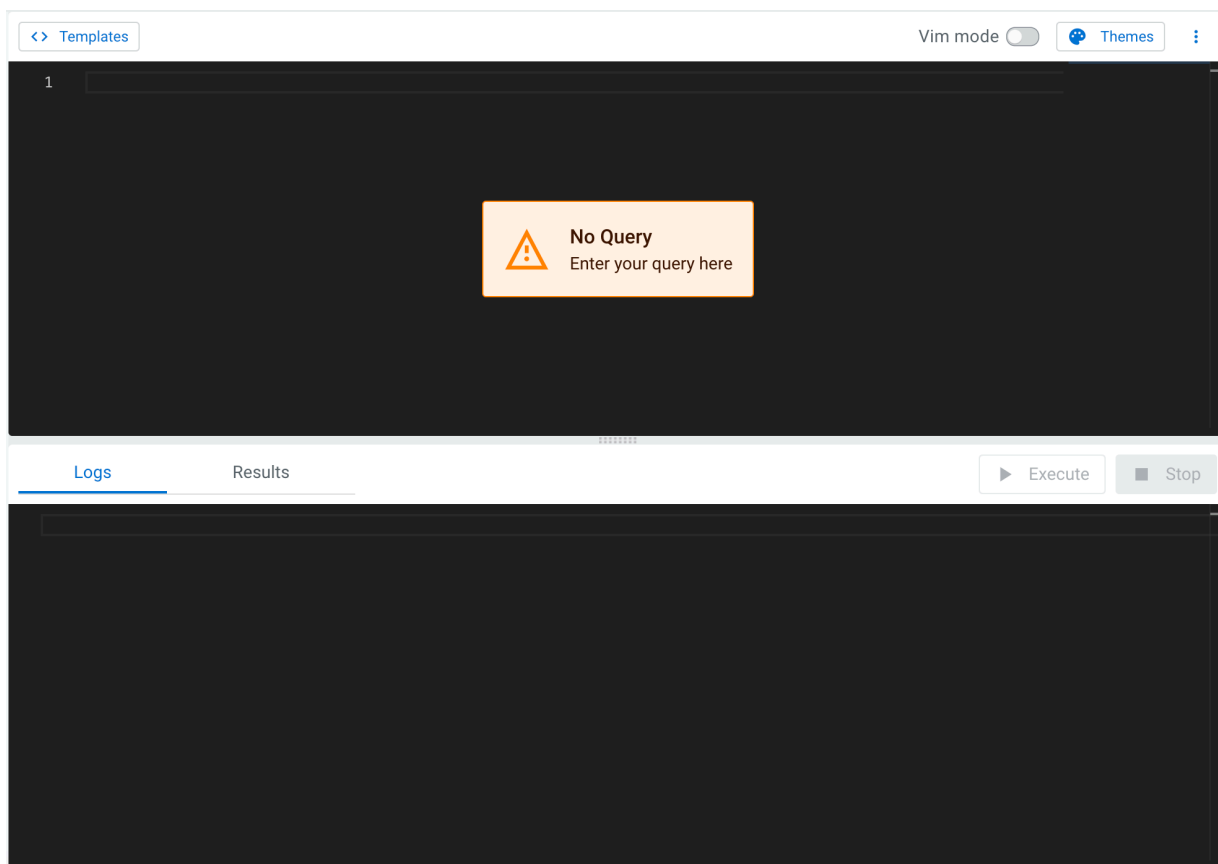 <> Templates
Vim mode
Themes
1
No Query
Enter your query here
Logs
Results
Execute
Stop